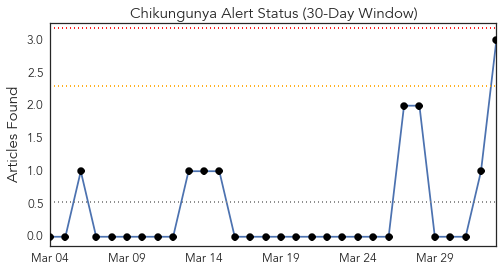 Chikungunya Alert Status (30-Day Window)
Articles Found
3.0
2.5
2.0
1.5
1.0
0.5
0.0
Mar 04 Mar 09 Mar 14 Mar 19 Mar 24 Mar 29